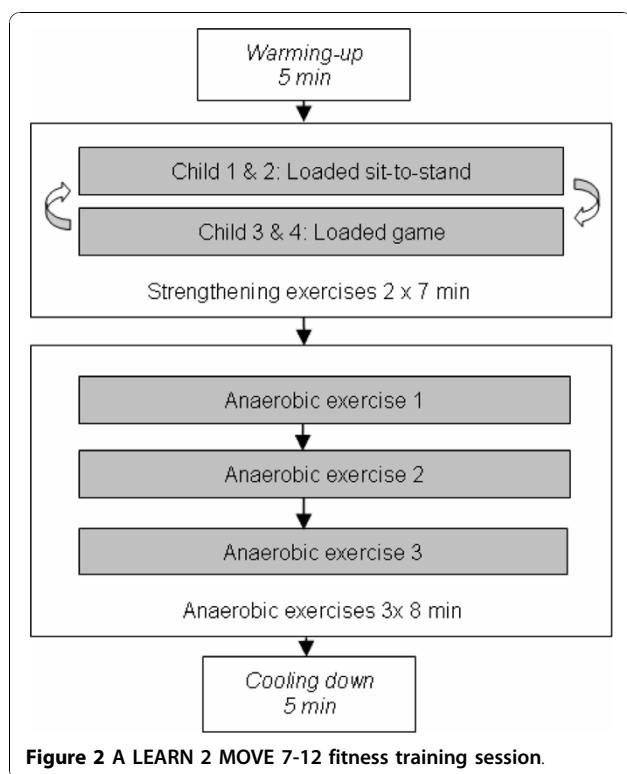 Warming-up
5 min
Child 1 & 2: Loaded sit-to-stand
Child 3 & 4: Loaded game
Strengthening exercises 2 x 7 min
Anaerobic exercise 1
Anaerobic exercise 2
Anaerobic exercise 3
Anaerobic exercises 3x 8 min
Cooling down
5 min
Figure 2 A LEARN 2 MOVE 7-12 fitness training session.